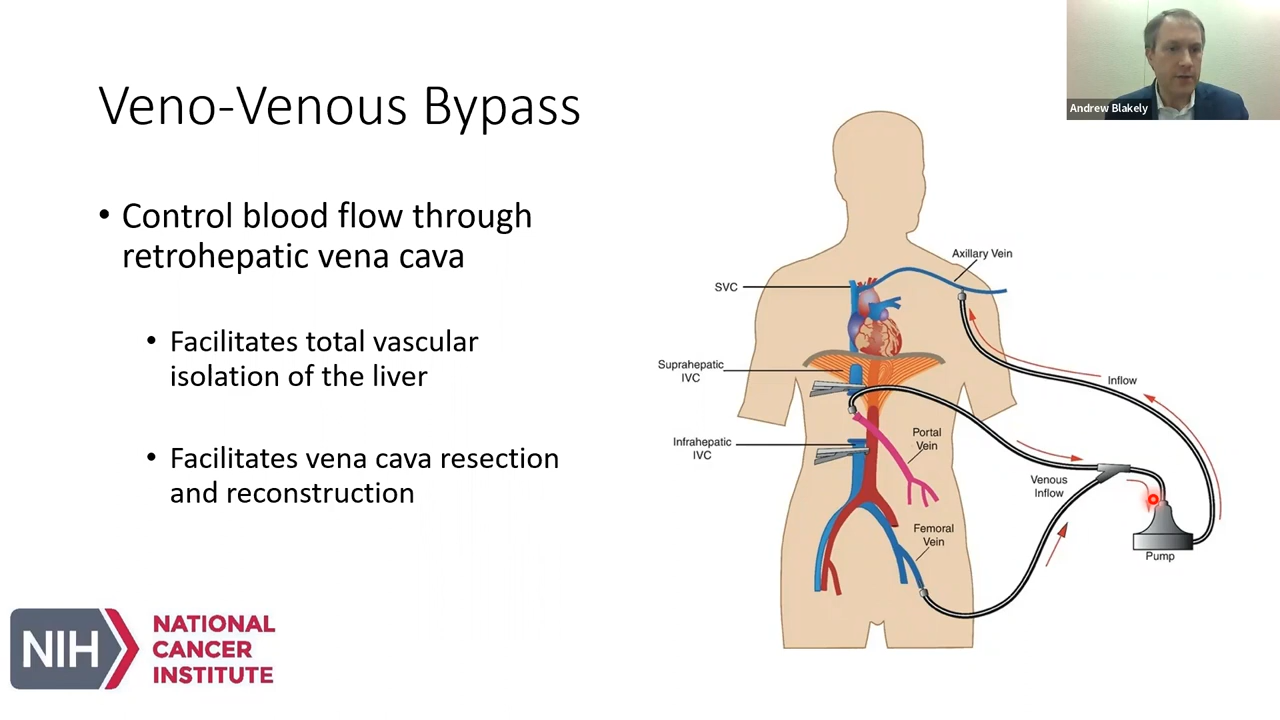 Andrew Blakely
Veno-Venous Bypass
• Control blood flow through
retrohepatic vena cava
• Facilitates total vascular
isolation of the liver
• Facilitates vena cava resection
and reconstruction
Axillary Vein
SVC
Suprahepatic
IVC
Inflow
Portal
Vein
Infrahepatic
IVC
Venous
Inflow
Femoral
Vein
Pump
NIH
NATIONAL
CANCER
INSTITUTE